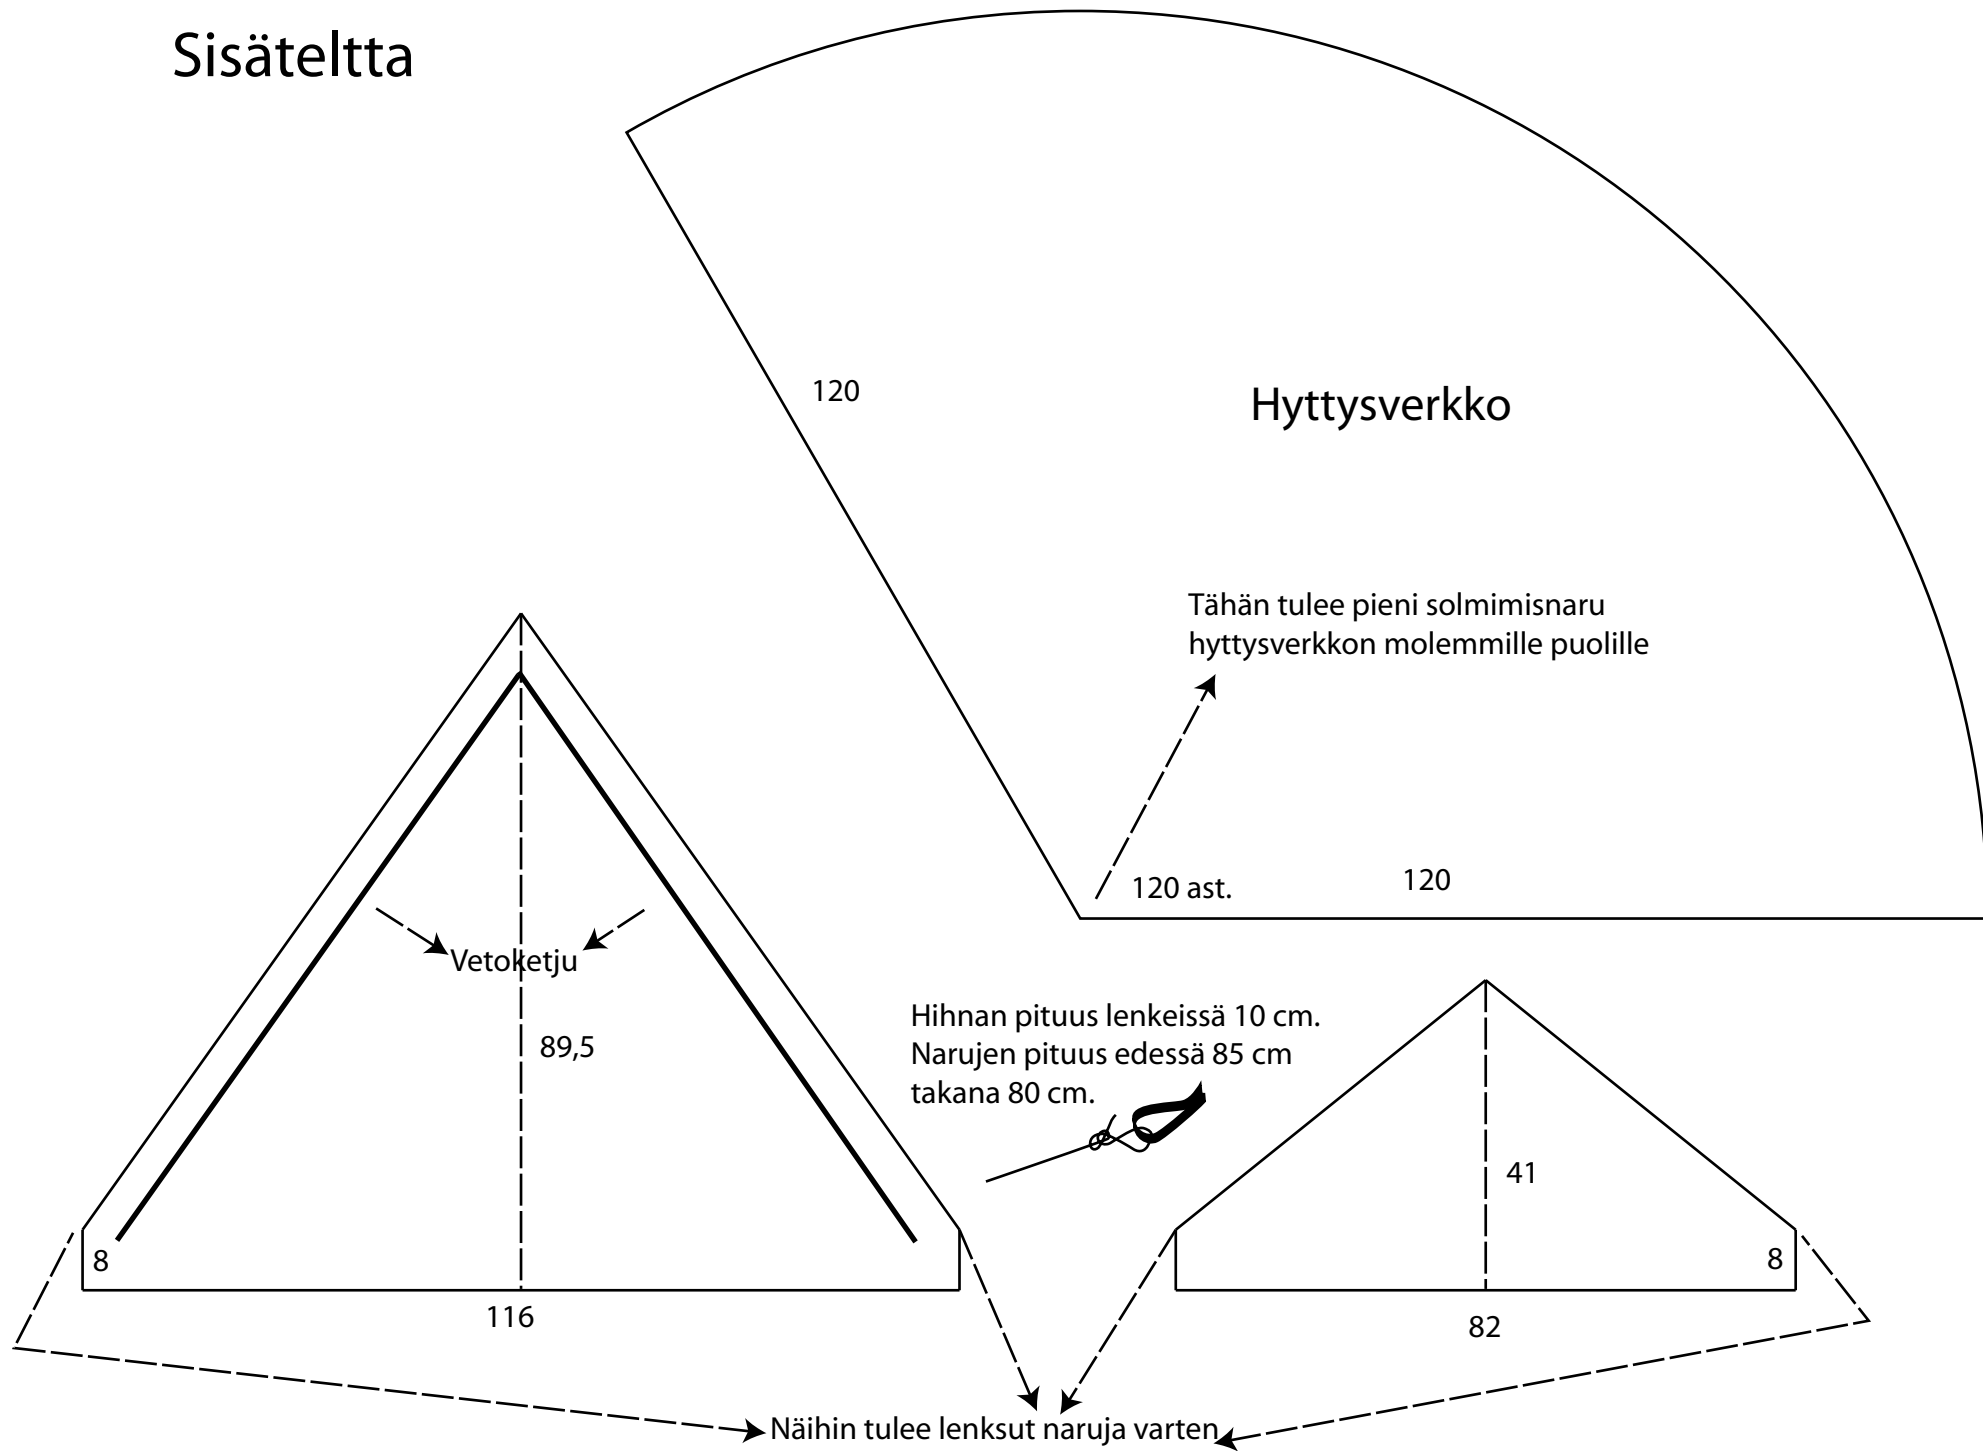 Sisäteltta
120
Hyttysverkko
Tähän tulee pieni solmimisnaru
hyttysverkkon molemmille puolille
120 ast.
120
Vetoketju
89,5
Hihnan pituus lenkeissä 10 cm.
Narujen pituus edessä 85 cm
takana 80 cm.
41
8
8
116
82
Näihin tulee lenksut naruja varten